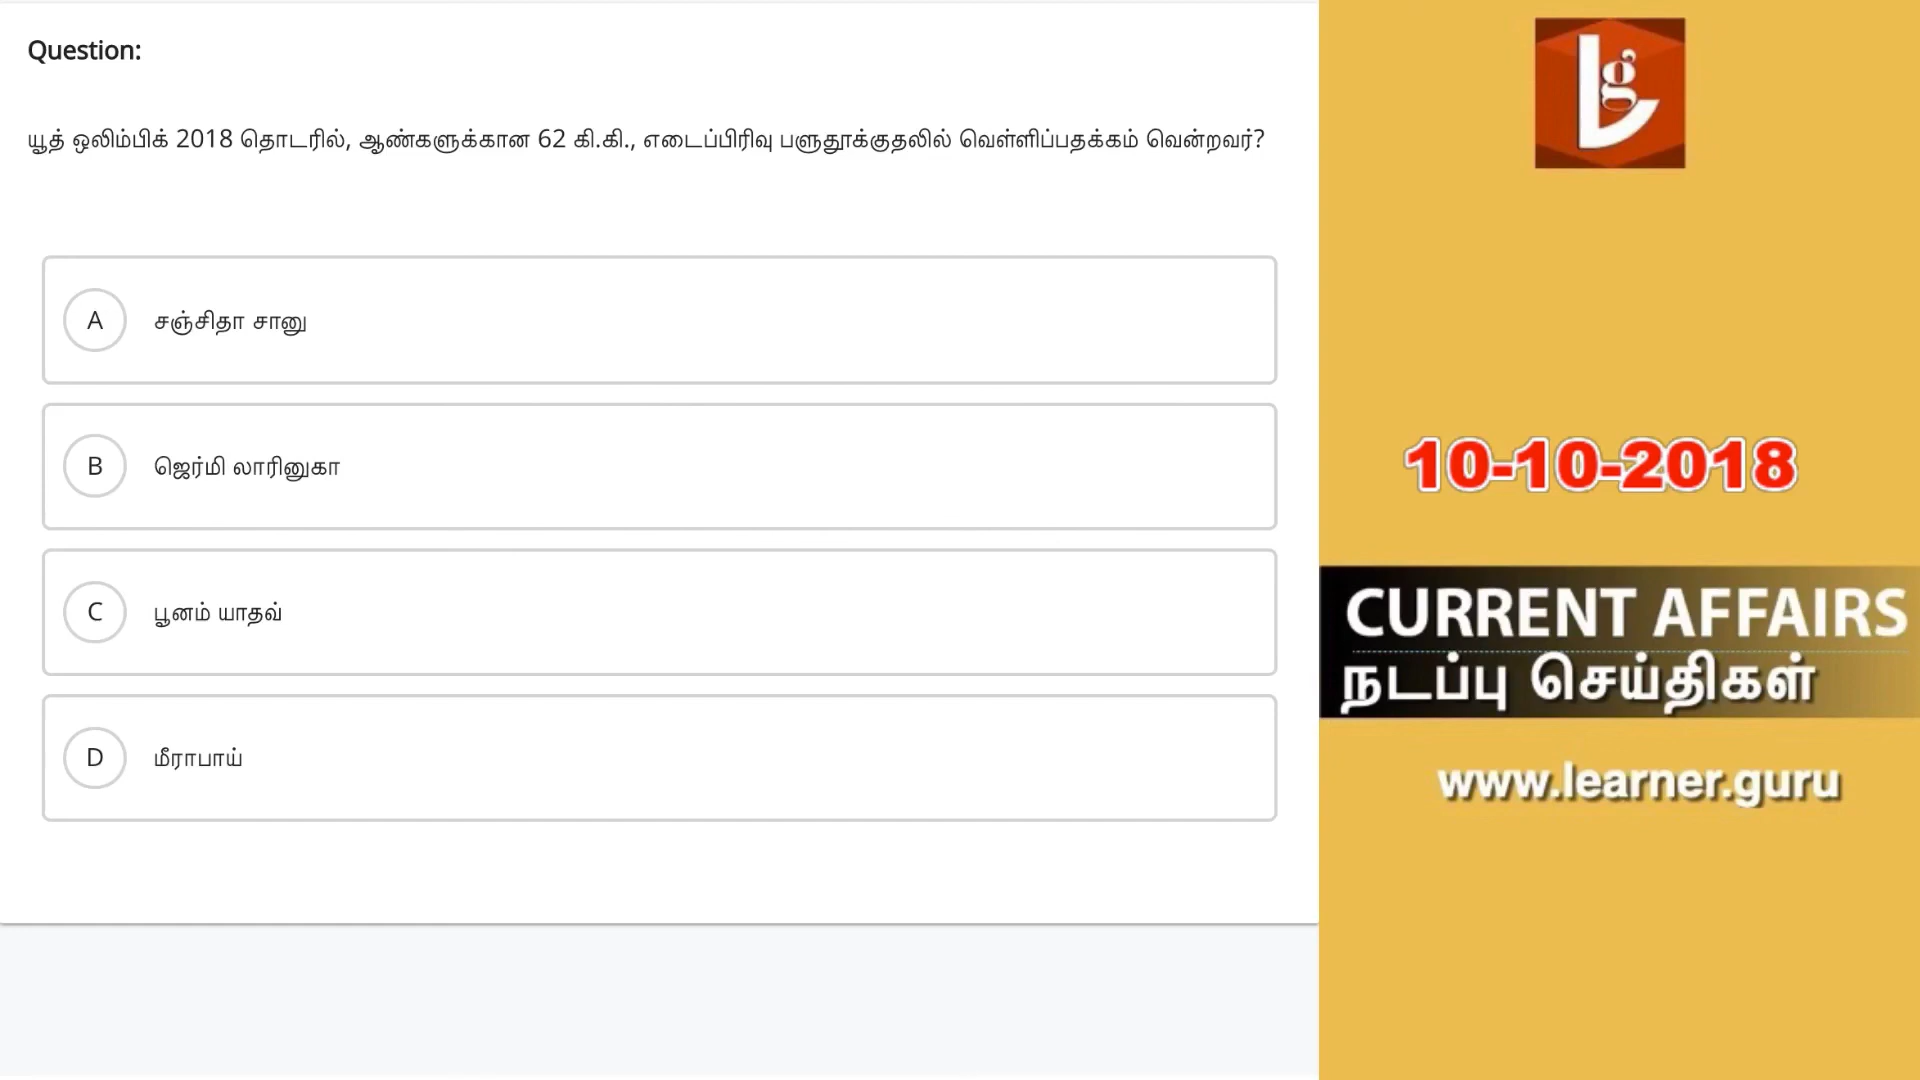 Question:
யூத் ஒலிம்பிக் 2018 தொடரில், ஆண்களுக்கான 62 கி.கி., எடைப்பிரிவு பளுதூக்குதலில் வெள்ளிப்பதக்கம் வென்றவர்?
A சஞ்சிதா சானு
B ஜெர்மி லாரினுகா
C பூனம் யாதவ்
D மீராபாய்
Lg
10-10-2018
CURRENT AFFAIRS
நடப்பு செய்திகள்
www.learner.guru